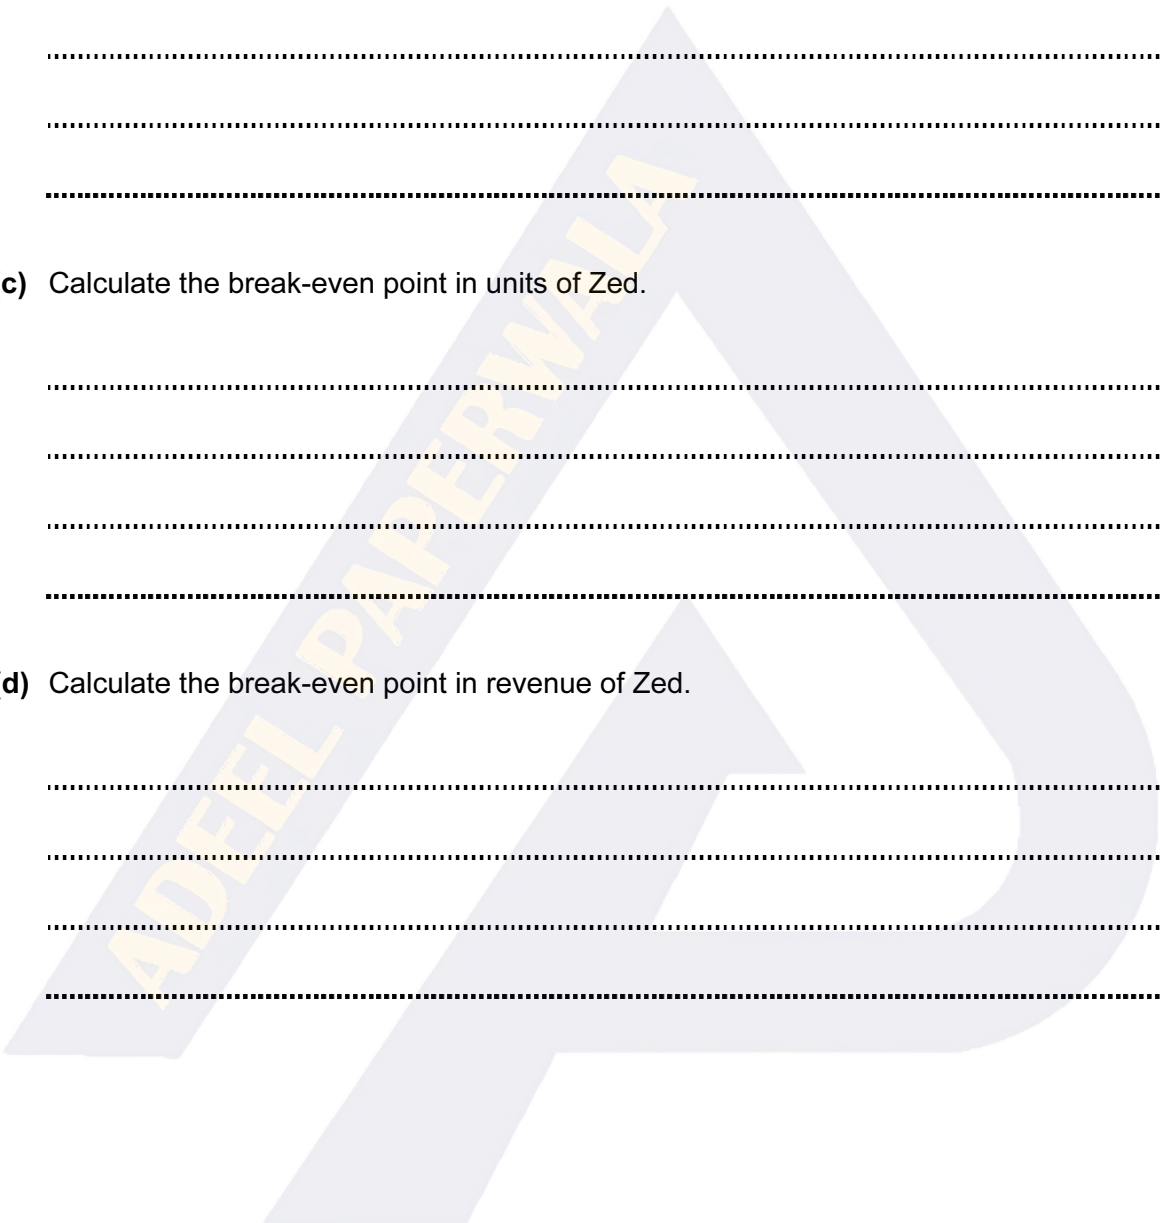 c) Calculate the break-even point in units of Zed.
d) Calculate the break-even point in revenue of Zed.
ADEEL PAPERWALA